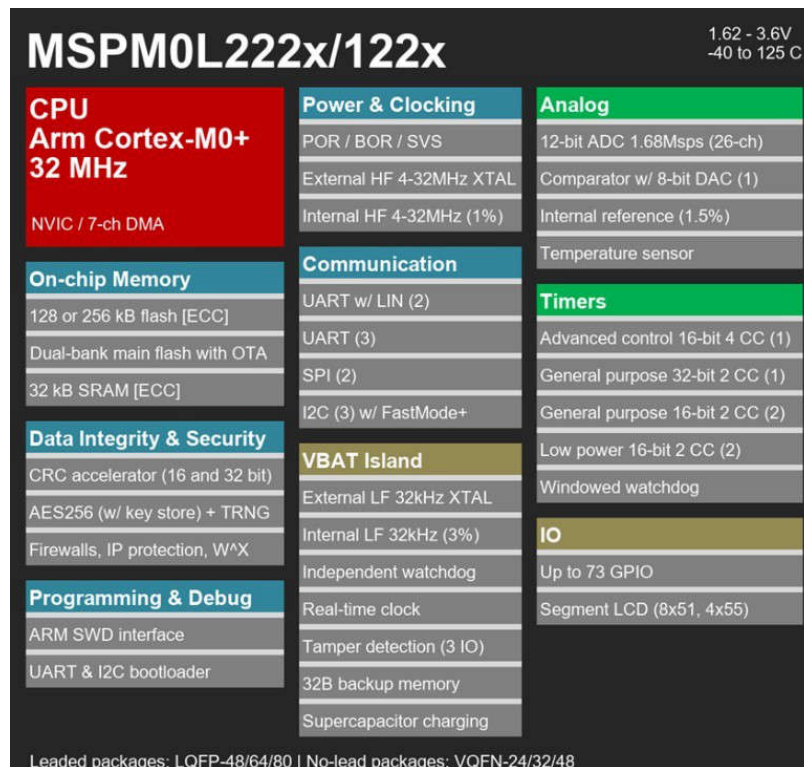 MSPM0L222x/122x
1.62 - 3.6V
-40 to 125 C
CPU
Arm Cortex-M0+
32 MHz
NVIC / 7-ch DMA
On-chip Memory
128 or 256 kB flash [ECC]
Dual-bank main flash with OTA
32 kB SRAM [ECC]
Data Integrity & Security
CRC accelerator (16 and 32 bit)
AES256 (w/ key store) + TRNG
Firewalls, IP protection, W^X
Programming & Debug
ARM SWD interface
UART & I2C bootloader
Power & Clocking
POR / BOR / SVS
External HF 4-32MHz XTAL
Internal HF 4-32MHz (1%)
Communication
UART w/ LIN (2)
UART (3)
SPI (2)
I2C (3) w/ FastMode+
VBAT Island
External LF 32kHz XTAL
Internal LF 32kHz (3%)
Independent watchdog
Real-time clock
Tamper detection (3 IO)
32B backup memory
Supercapacitor charging
Analog
12-bit ADC 1.68Msps (26-ch)
Comparator w/ 8-bit DAC (1)
Internal reference (1.5%)
Temperature sensor
Timers
Advanced control 16-bit 4 CC (1)
General purpose 32-bit 2 CC (1)
General purpose 16-bit 2 CC (2)
Low power 16-bit 2 CC (2)
Windowed watchdog
IO
Up to 73 GPIO
Segment LCD (8x51, 4x55)
Leaded packages: LQFP-48/64/80 | No-lead packages: VQFN-24/32/48